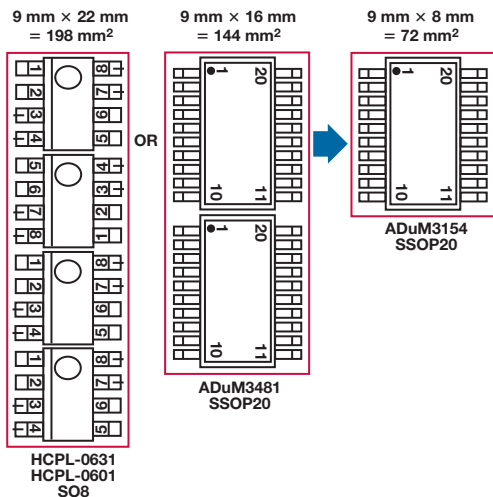 9 mm × 22 mm
= 198 mm²
1 8
2 7
3 6
4 5
5 4
6 3
7 2
8 1
1 8
2 7
3 6
4 5
1 8
2 7
3 6
4 5
HCPL-0631
HCPL-0601
SO8
OR
9 mm × 16 mm
= 144 mm²
1 20
10 11
1 20
10 11
ADuM3481
SSOP20
9 mm × 8 mm
= 72 mm²
1 20
10 11
ADuM3154
SSOP20